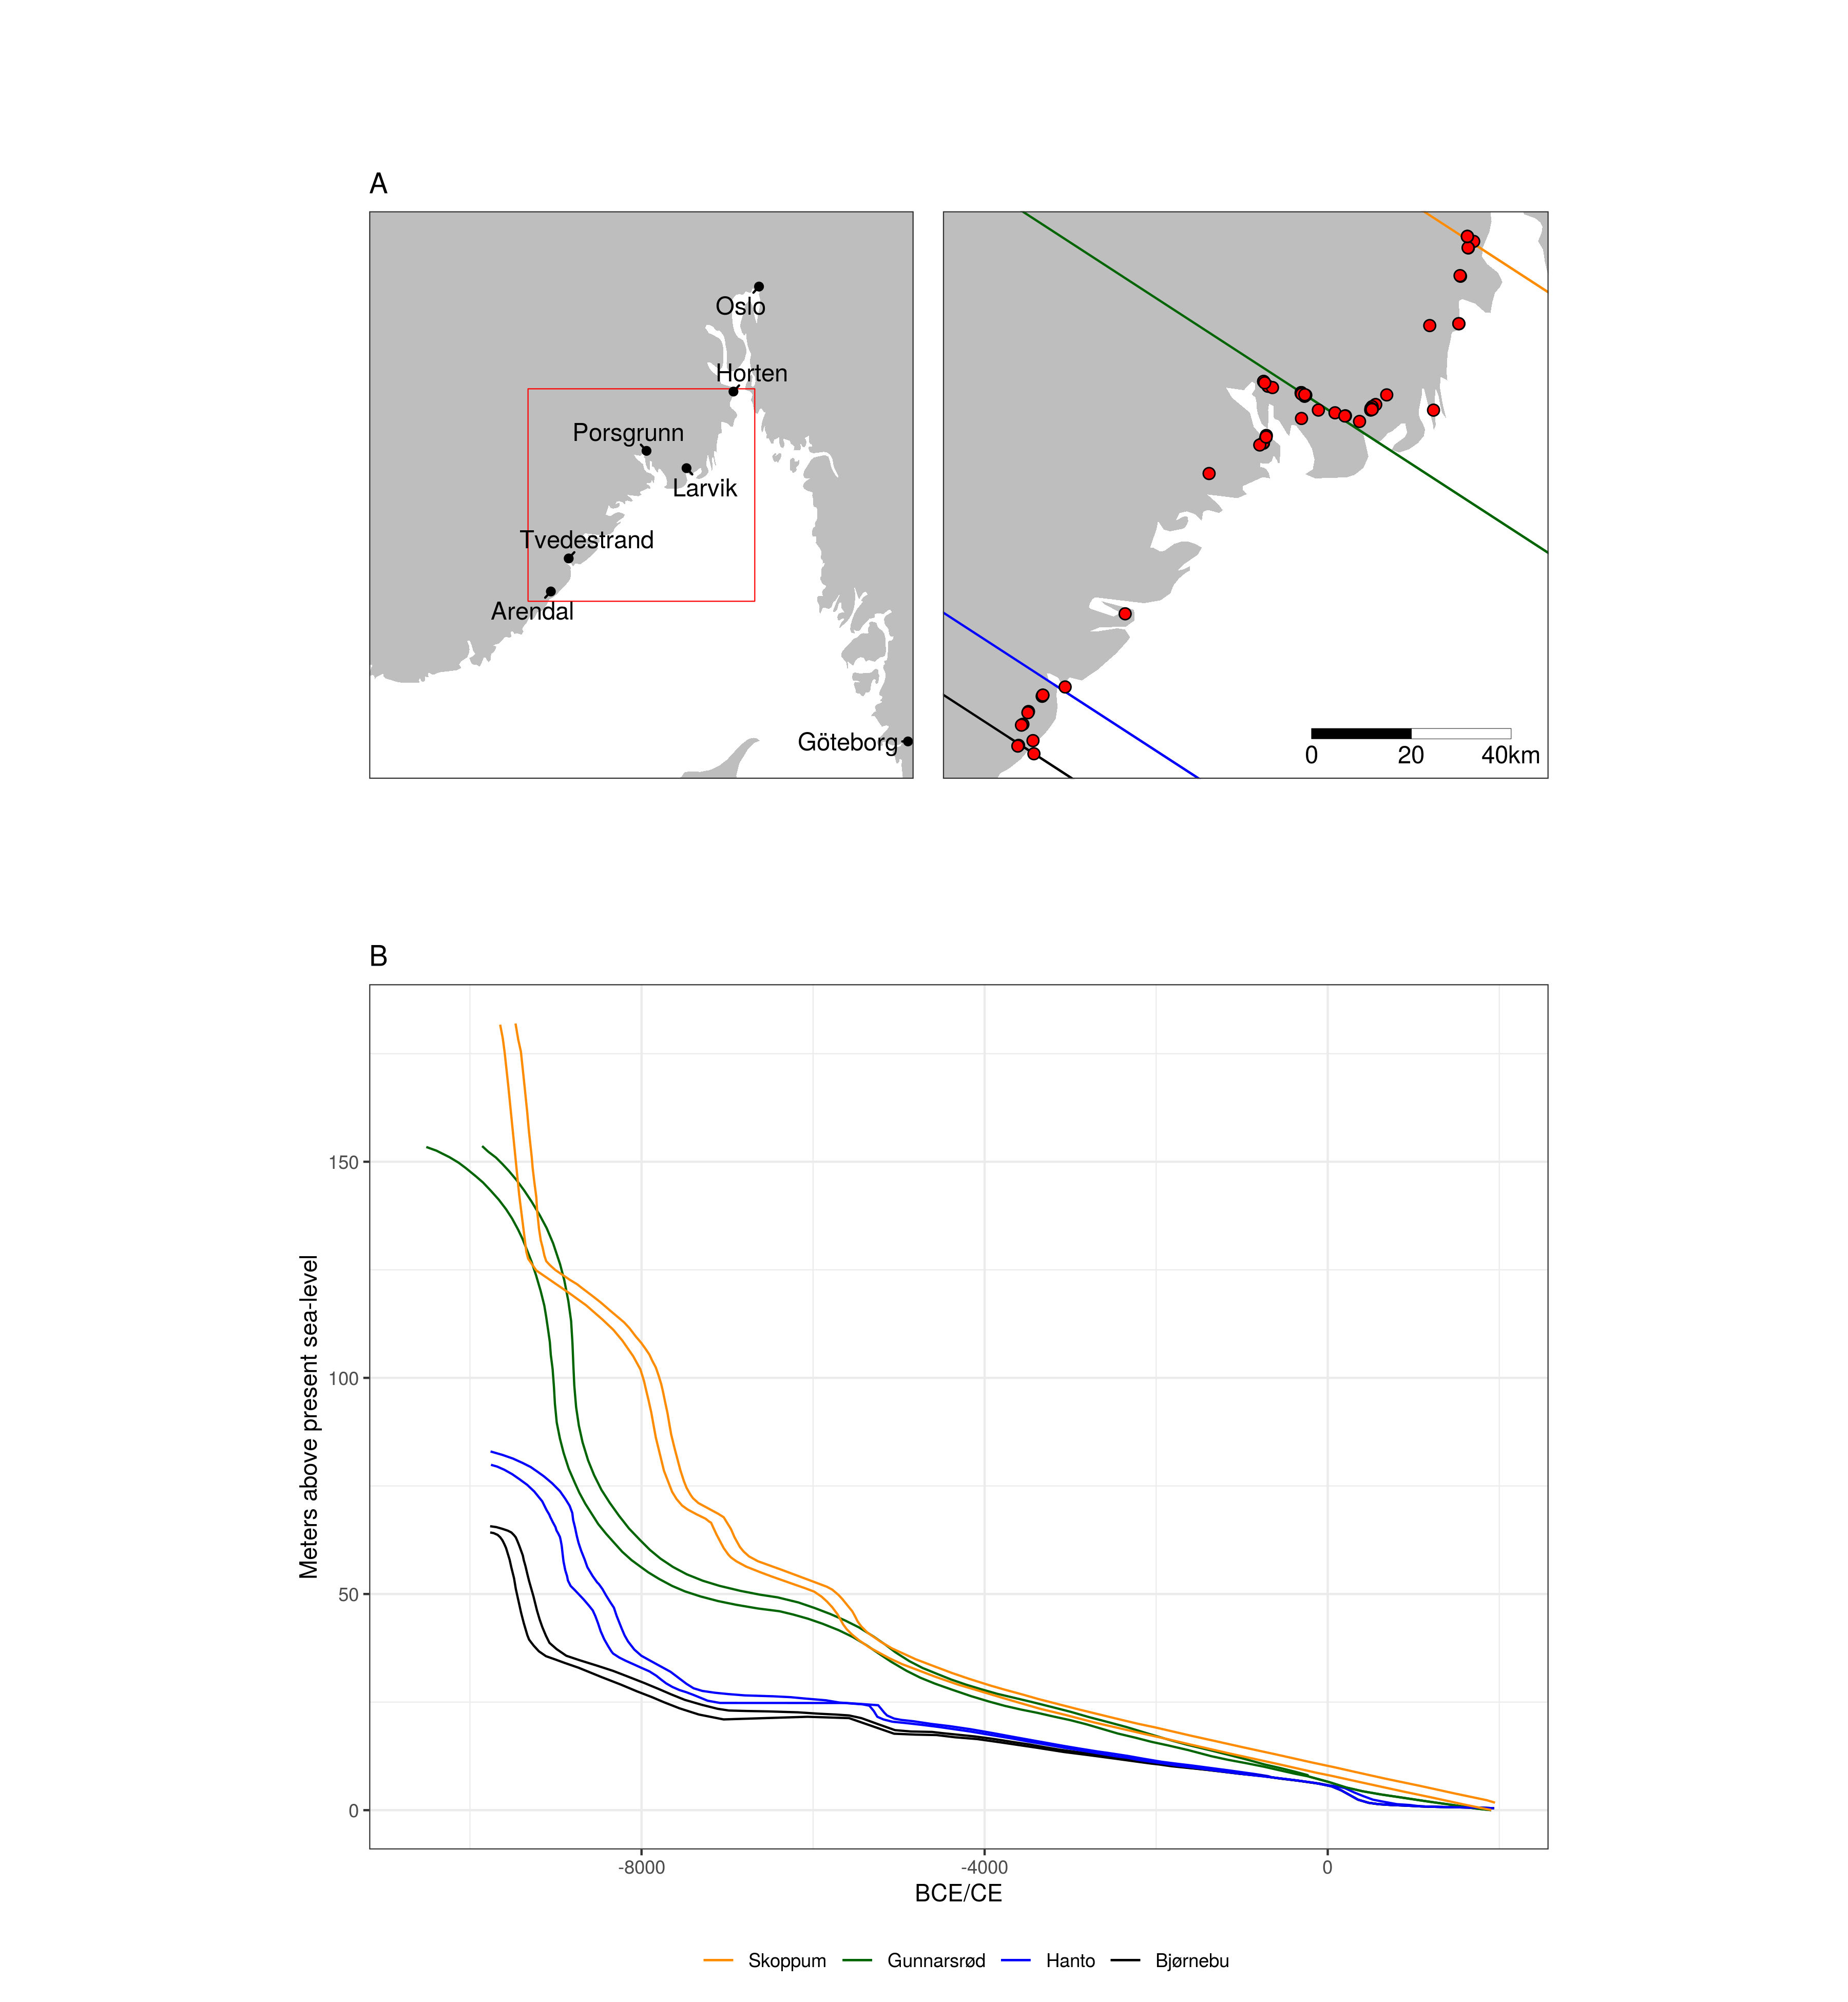 A
Oslo
Horten
Porsgrunn
Larvik
Tvedestrand
Arendal
Göteborg
0 20 40km
B
Meters above present sea-level
150
100
50
0
-8000 -4000 0
BCE/CE
Skoppum Gunnarsrød Hanto Bjørnebu